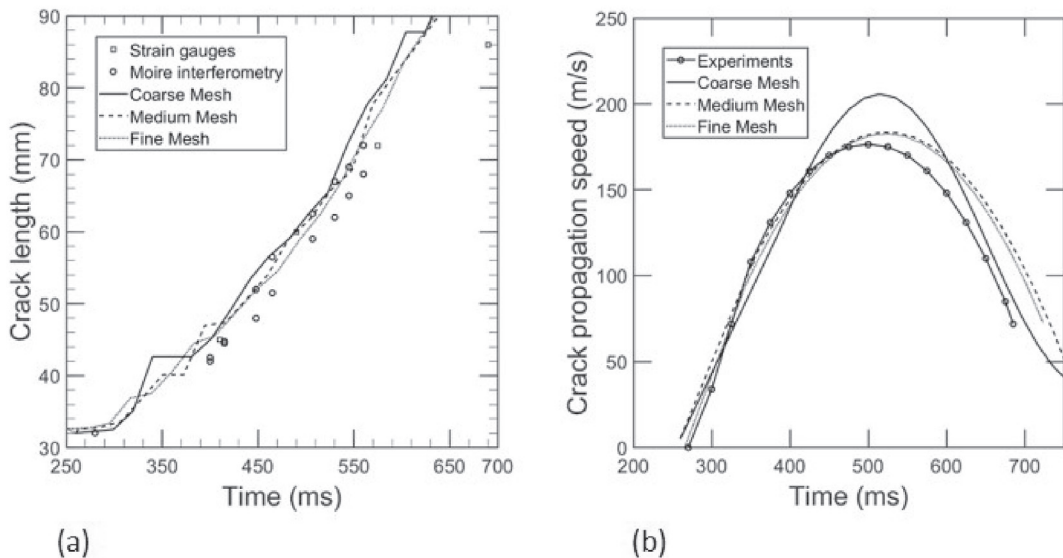 90
80
70
60
50
40
30
250
350
450
550
650
700
Crack length (mm)
Time (ms)
Strain gauges
Moire interferometry
Coarse Mesh
Medium Mesh
Fine Mesh
(a)
250
200
150
100
50
0
200
300
400
500
600
700
Crack propagation speed (m/s)
Time (ms)
Experiments
Coarse Mesh
Medium Mesh
Fine Mesh
(b)